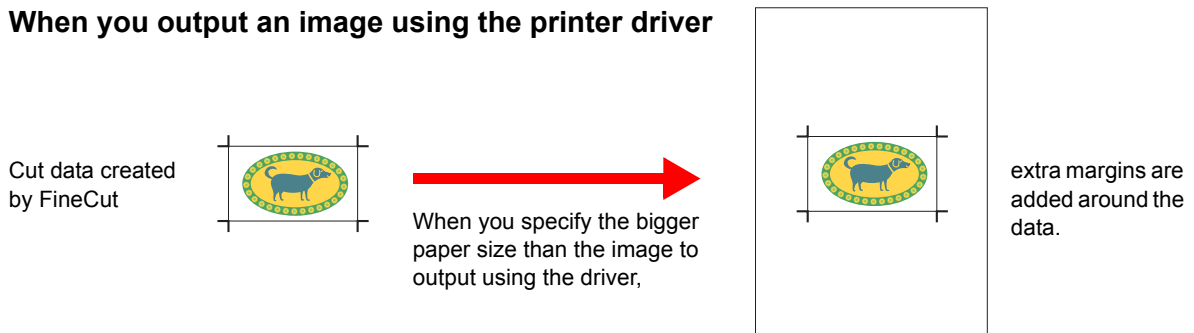 When you output an image using the printer driver
Cut data created
by FineCut
When you specify the bigger
paper size than the image to
output using the driver,
extra margins are
added around the
data.